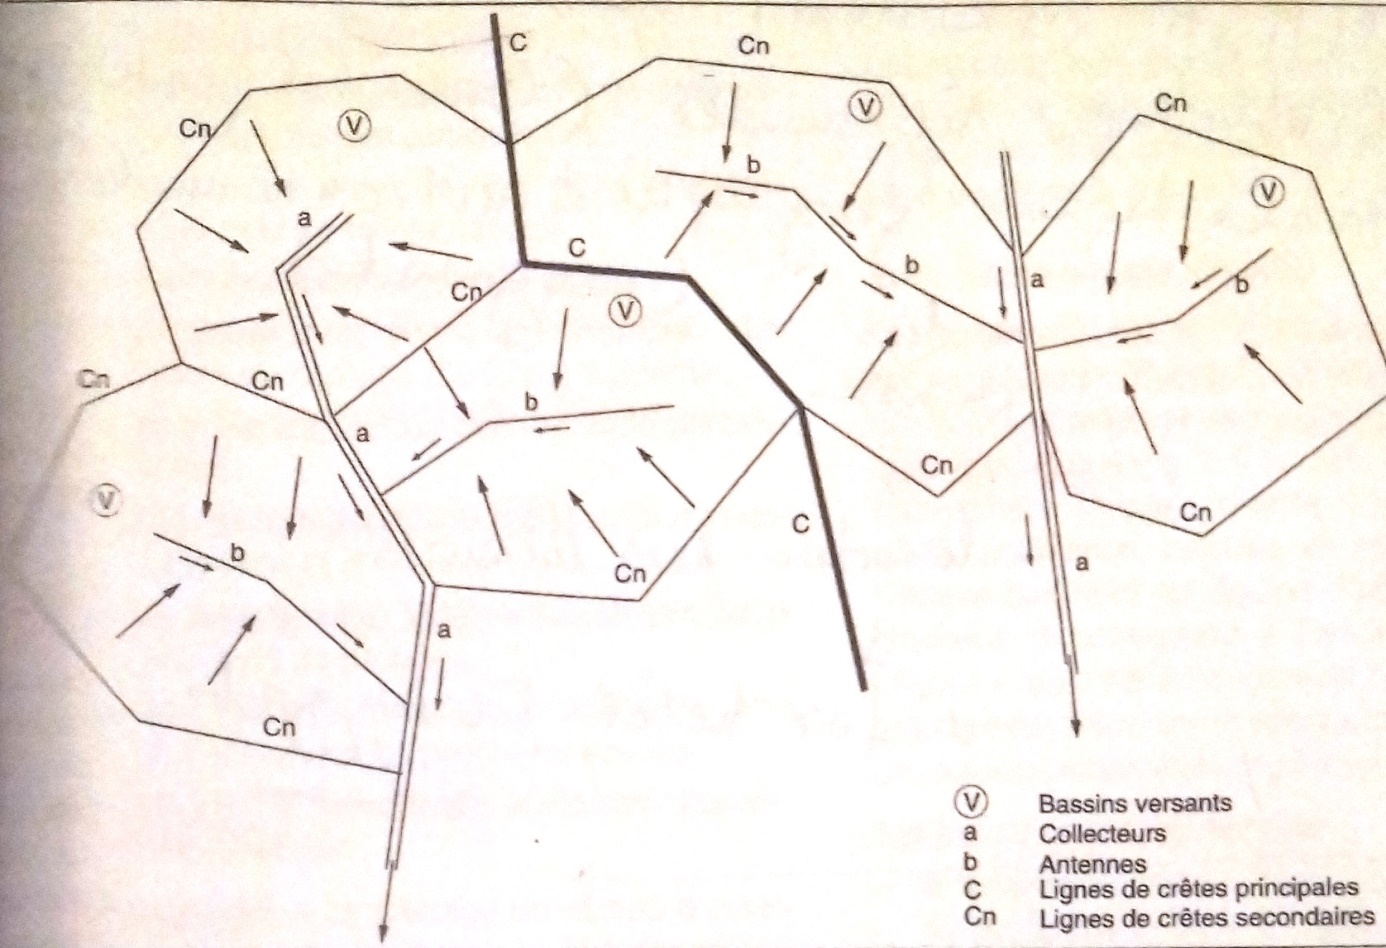 C
Cn
Cn
V
V
Cn
V
b
a
C
b
a
b
Cn
V
Cn
Cn
b
a
Cn
V
C
Cn
b
Cn
a
a
Cn
V Bassins versants
a Collecteurs
b Antennes
C Lignes de crêtes principales
Cn Lignes de crêtes secondaires